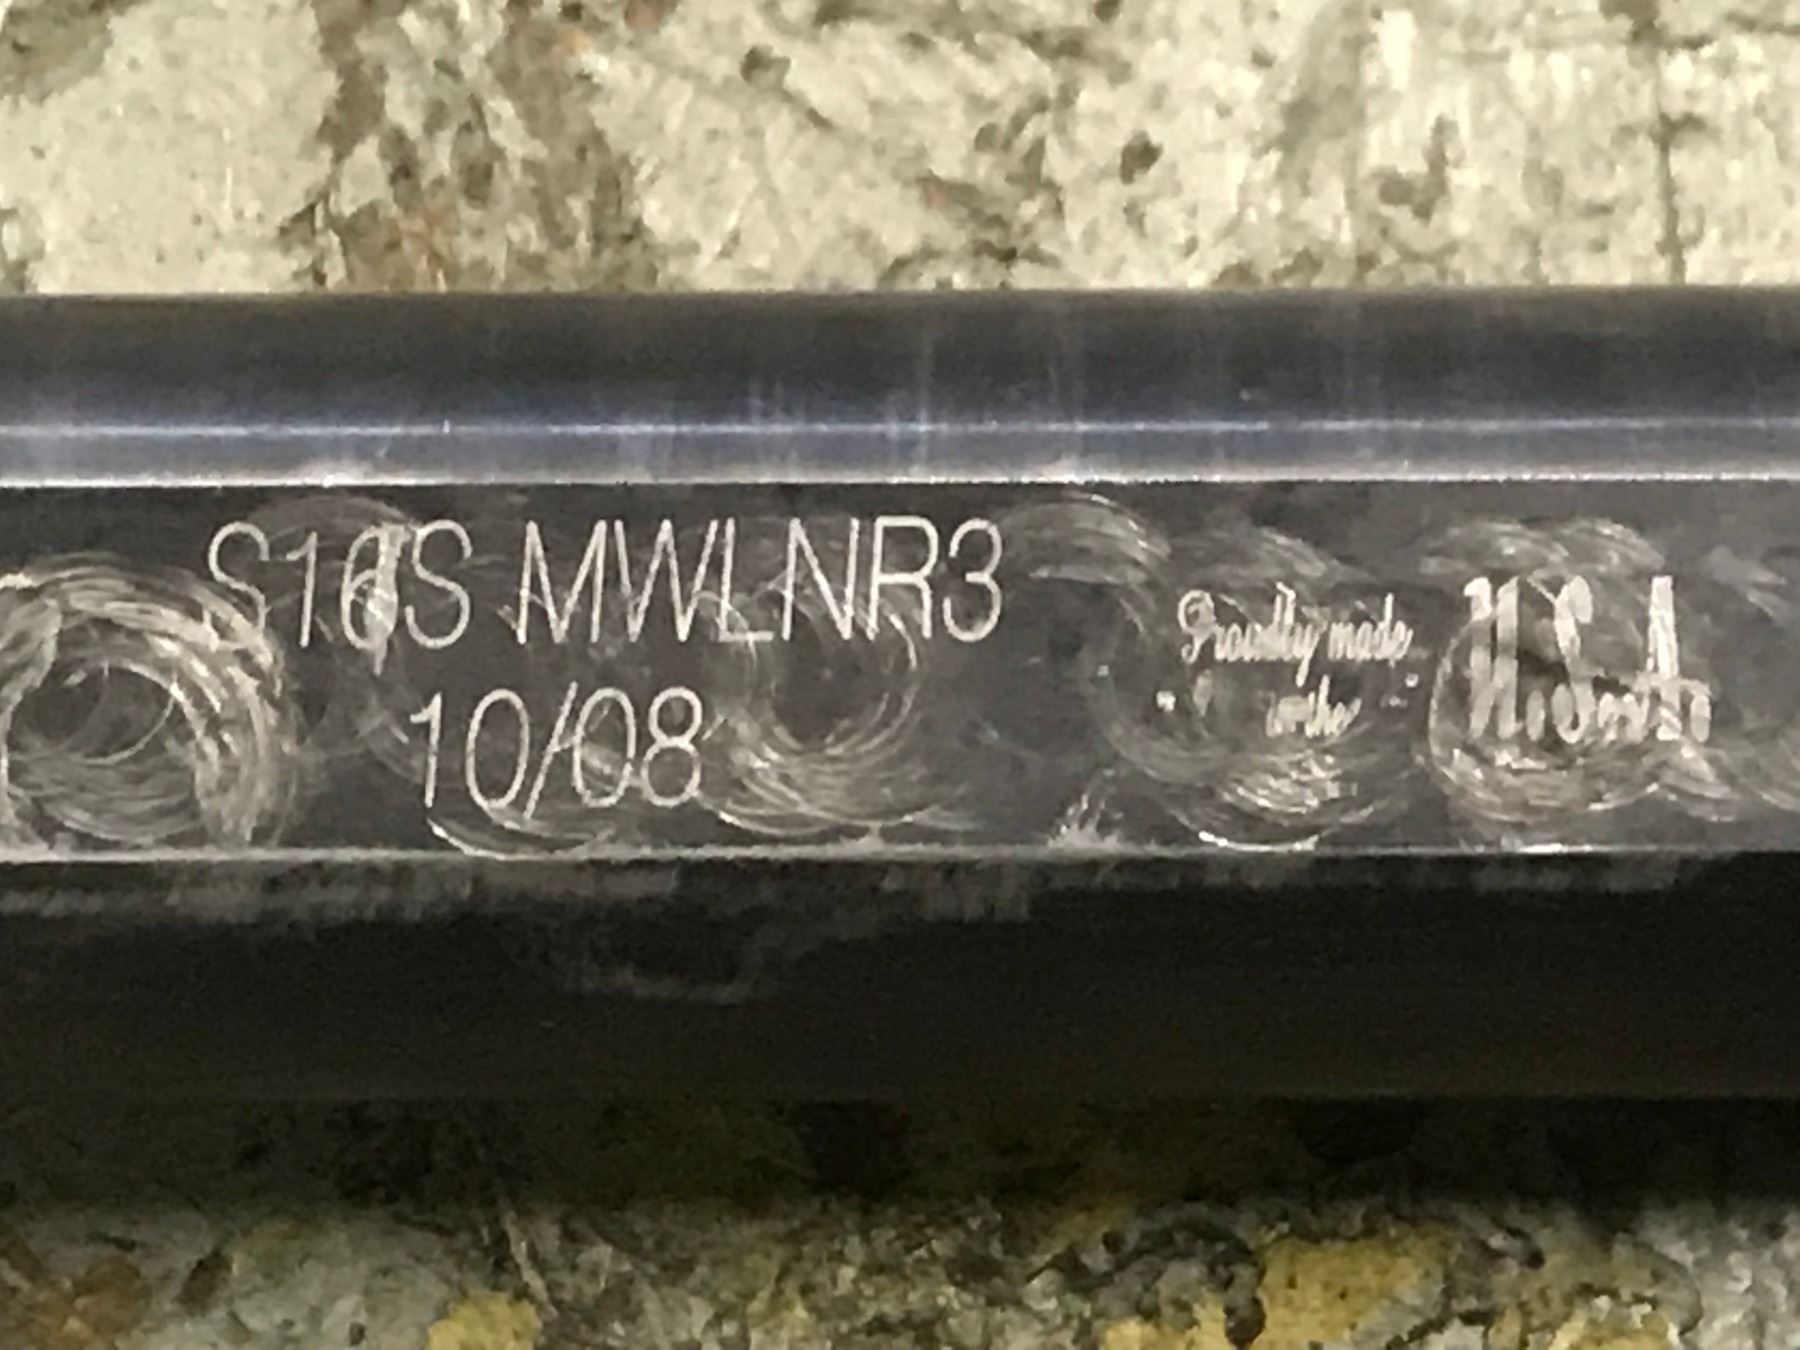 S16S MWLNR3
10/08
Proudly made
in the
U.S.A.